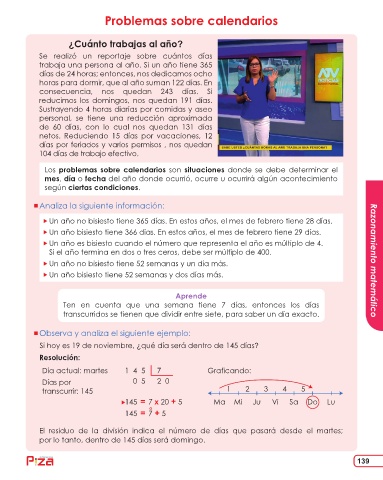 Problemas sobre calendarios
¿Cuánto trabajas al año?
Se realizó un reportaje sobre cuántos días
trabaja una persona al año. Si un año tiene 365
días de 24 horas; entonces, nos dedicamos ocho
horas para dormir, que al año suman 122 días. En
consecuencia, nos quedan 243 días. Si
reducimos los domingos, nos quedan 191 días.
Sustrayendo 4 horas diarias por comidas y aseo
personal, se tiene una reducción aproximada
de 60 días, con lo cual nos quedan 131 días
netos. Reduciendo 15 días por vacaciones, 12
días por feriados y varios permisos , nos quedan
104 días de trabajo efectivo.
ATV
Los problemas sobre calendarios son situaciones donde se debe determinar el
mes, día o fecha del año donde ocurrió, ocurre u ocurrirá algún acontecimiento
según ciertas condiciones.
Analiza la siguiente información:
Un año no bisiesto tiene 365 días. En estos años, el mes de febrero tiene 28 días.
Un año bisiesto tiene 366 días. En estos años, el mes de febrero tiene 29 días.
Un año es bisiesto cuando el número que representa el año es múltiplo de 4.
Si el año termina en dos o tres ceros, debe ser múltiplo de 400.
Un año no bisiesto tiene 52 semanas y un día más.
Un año bisiesto tiene 52 semanas y dos días más.
Aprende
Ten en cuenta que una semana tiene 7 días, entonces los días
transcurridos se tienen que dividir entre siete, para saber un día exacto.
Observa y analiza el siguiente ejemplo:
Si hoy es 19 de noviembre, ¿qué día será dentro de 145 días?
Resolución:
Día actual: martes 1 4 5 7 Graficando:
Días por 0 5 2 0
transcurrir: 145
1 2 3 4 5
145 = 7 x 20 + 5 Ma Mi Ju Vi Sa Do Lu
145 = 7 + 5
El residuo de la división indica el número de días que pasará desde el martes;
por lo tanto, dentro de 145 días será domingo.
Razonamiento matemático
139